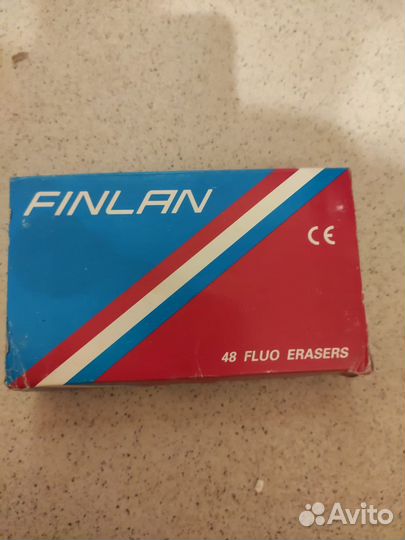 FINLAN
CE
48 FLUO ERASERS
Avito